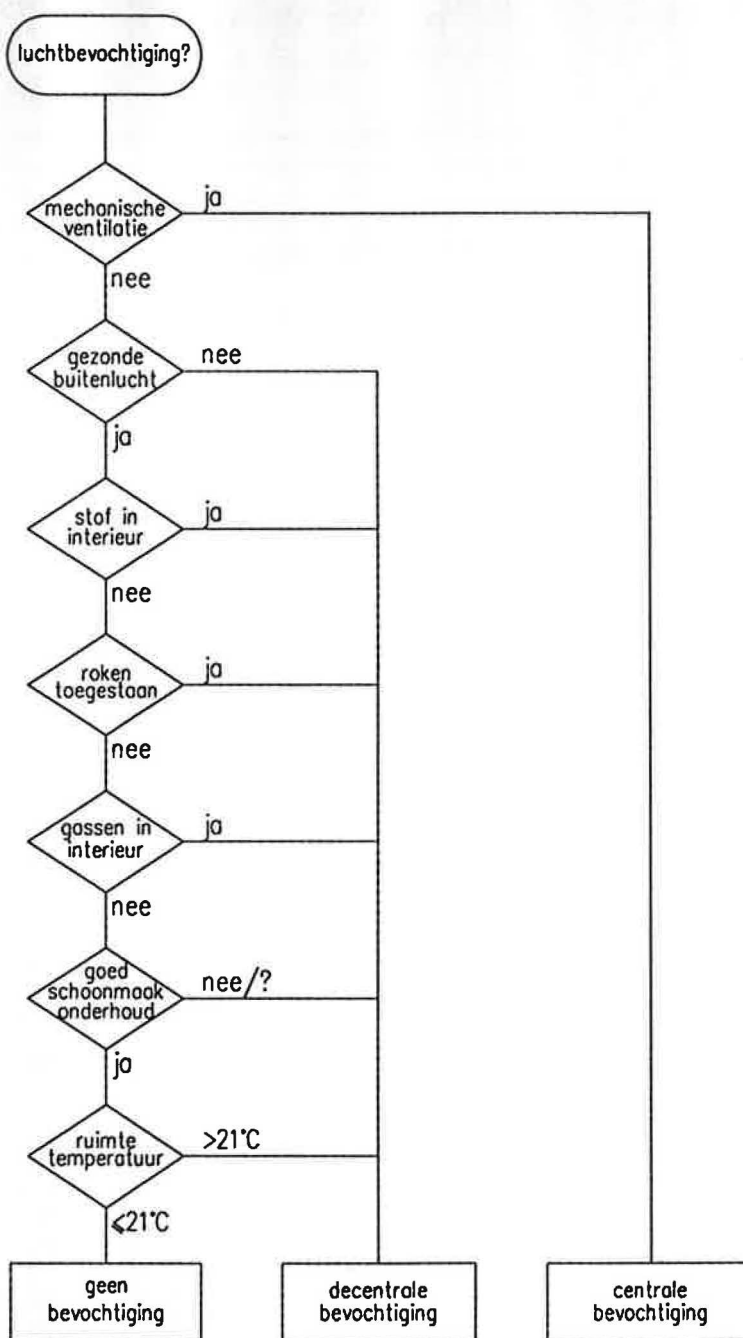 luchtbevochtiging?
mechanische
ventilatie
ja
nee
gezonde
buitenlucht
nee
ja
stof in
interieur
ja
nee
roken
toegestaan
ja
nee
gassen in
interieur
ja
nee
goed
schoonmaak
onderhoud
nee/?
ja
ruimte
temperatuur
>21°C
≤21°C
geen
bevochtiging
decentrale
bevochtiging
centrale
bevochtiging